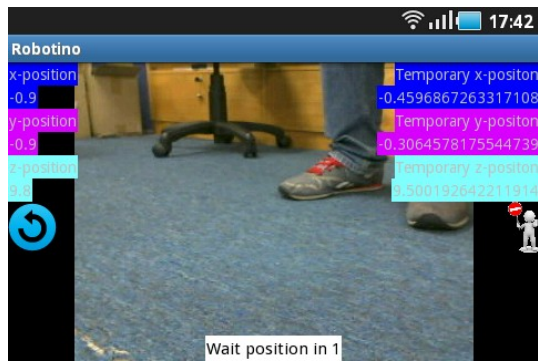 17:42
Robotino
x-position
-0.9
y-position
-0.9
z-position
9.8
Temporary x-positon
-0.4596867263317108
Temporary y-positon
-0.3064578175544739
Temporary z-positon
9.500192642211914
Wait position in 1